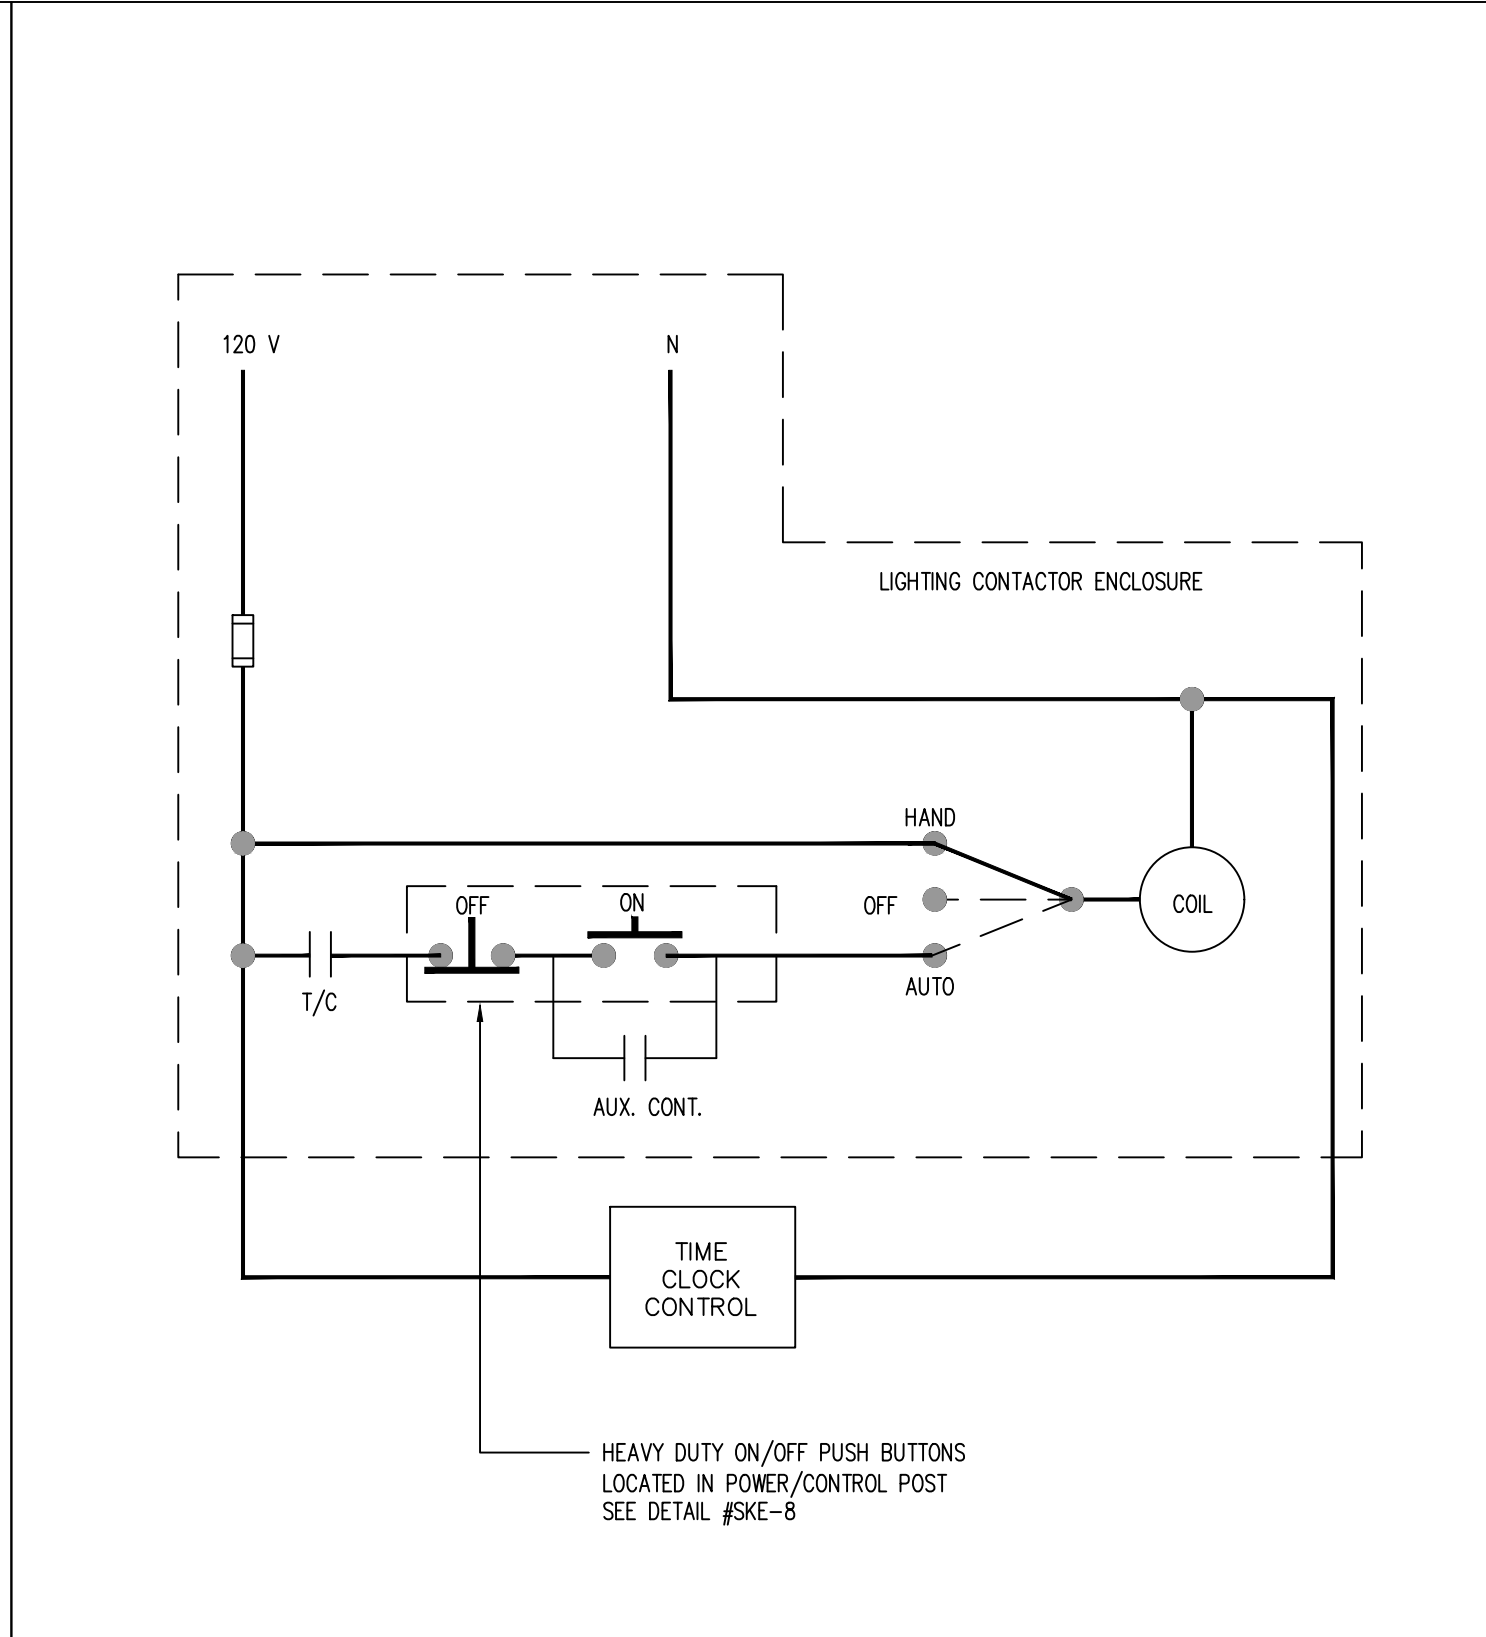 120 V
N
LIGHTING CONTACTOR ENCLOSURE
HAND
OFF
ON
OFF
COIL
T/C
AUTO
AUX. CONT.
TIME
CLOCK
CONTROL
HEAVY DUTY ON/OFF PUSH BUTTONS
LOCATED IN POWER/CONTROL POST
SEE DETAIL #SKE-8